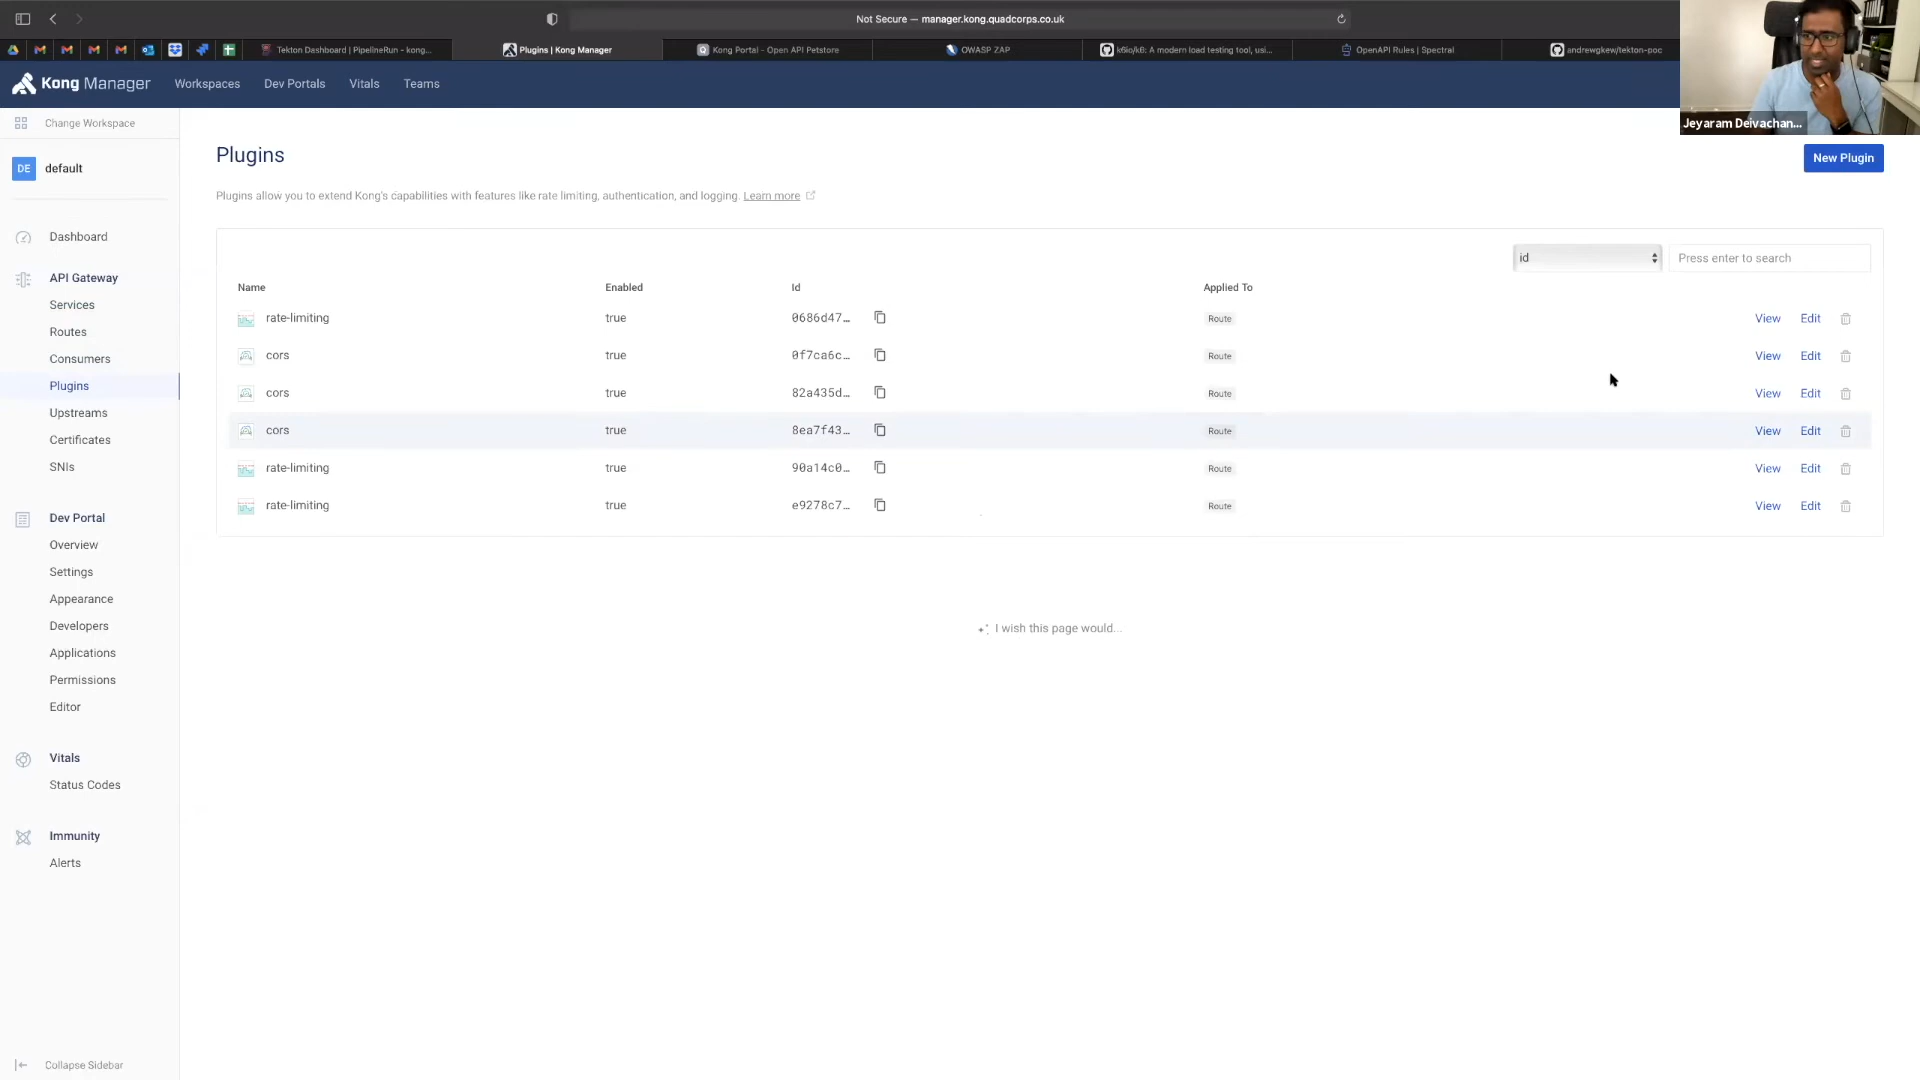 Not Secure — manager.kong.quadcorps.co.uk
Tekton Dashboard | PipelineRun - kong...
Plugins | Kong Manager
Kong Portal - Open API Petstore
OWASP ZAP
k6io/k6: A modern load testing tool, usi...
OpenAPI Rules | Spectral
andrewgkew/tekton-poc
Kong Manager
Workspaces
Dev Portals
Vitals
Teams
Jeyaram Deivachan...
Change Workspace
DE
default
Dashboard
API Gateway
Services
Routes
Consumers
Plugins
Upstreams
Certificates
SNIs
Dev Portal
Overview
Settings
Appearance
Developers
Applications
Permissions
Editor
Vitals
Status Codes
Immunity
Alerts
Collapse Sidebar
Plugins
New Plugin
Plugins allow you to extend Kong's capabilities with features like rate limiting, authentication, and logging. Learn more
id
Press enter to search
Name Enabled Id Applied To
rate-limiting true 0686d47... Route View Edit
cors true 0f7ca6c... Route View Edit
cors true 82a435d... Route View Edit
cors true 8ea7f43... Route View Edit
rate-limiting true 90a14c0... Route View Edit
rate-limiting true e9278c7... Route View Edit
I wish this page would...